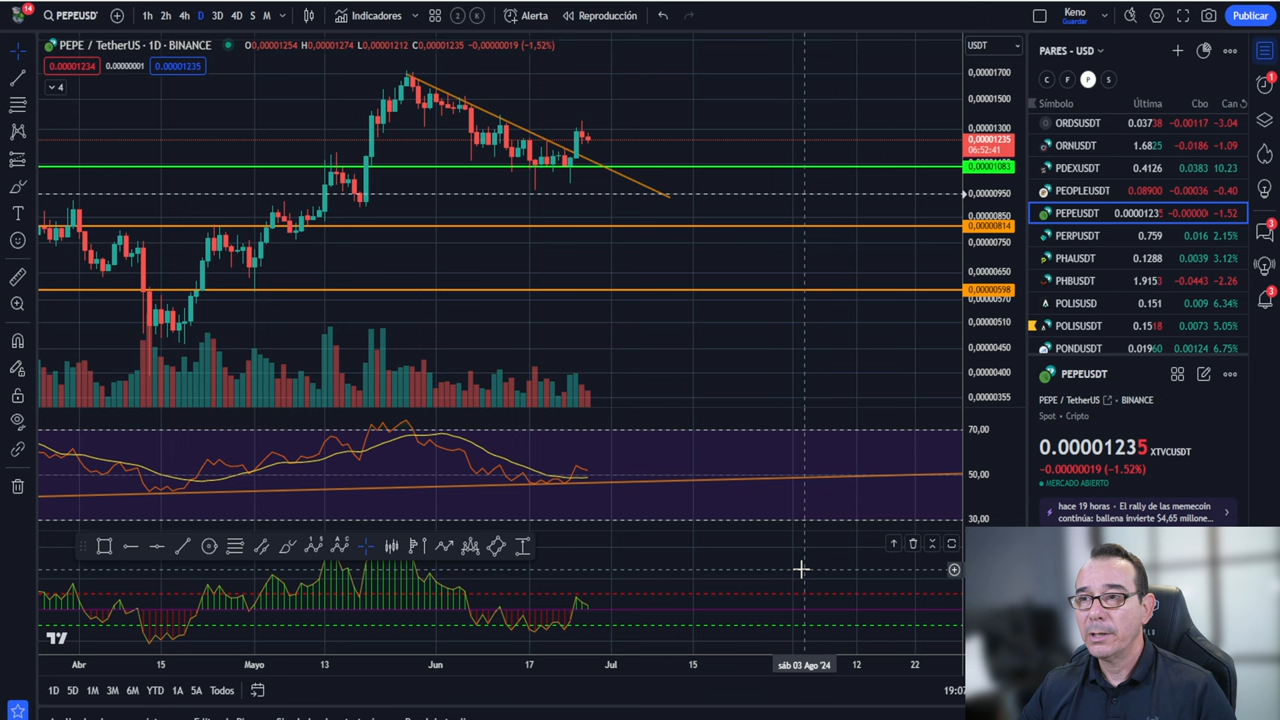 14
PEPEUSD
1h 2h 4h D 3D 4D S M
Indicadores
2 K
Alerta
Reproducción
Keno
Guardar
Publicar
PEPE / TetherUS · 1D · BINANCE
O0,00001254 H0,00001274 L0,00001212 C0,00001235 -0,00000019 (-1,52%)
0.00001234
0.00000001
0.00001235
4
USDT
0,00001700
0,00001500
0,00001300
0,00001235
06:52:41
0,00001083
0,00000950
0,00000850
0,00000814
0,00000750
0,00000650
0,00000598
0,00000570
0,00000510
0,00000450
0,00000400
0,00000355
70,00
50,00
30,00
Abr 15 Mayo 13 Jun 17 Jul 15 sáb 03 Ago '24 12 22
1D 5D 1M 3M 6M YTD 1A 5A Todos
19:07
PARES - USD
C F P S
Símbolo Última Cbo Can
ORDSUSDT 0.03738 -0.00117 -3.04
ORNUSDT 1.6825 -0.0186 -1.09
PDEXUSDT 0.4126 0.0383 10.23
PEOPLEUSDT 0.08900 -0.00036 -0.40
PEPEUSDT 0.00001235 -0.00000 -1.52
PERPUSDT 0.759 0.016 2.15%
PHAUSDT 0.1288 0.0039 3.12%
PHBUSDT 1.9153 -0.0443 -2.26
POLISUSD 0.151 0.009 6.34%
POLISUSDT 0.1518 0.0073 5.05%
PONDUSDT 0.01960 0.00124 6.75%
PEPEUSDT
PEPE / TetherUS · BINANCE
Spot · Cripto
0.00001235 XTVCUSDT
-0.00000019 (-1.52%)
MERCADO ABIERTO
hace 19 horas · El rally de las memecoin
continúa: ballena invierte $4,65 millone...
1
3
3